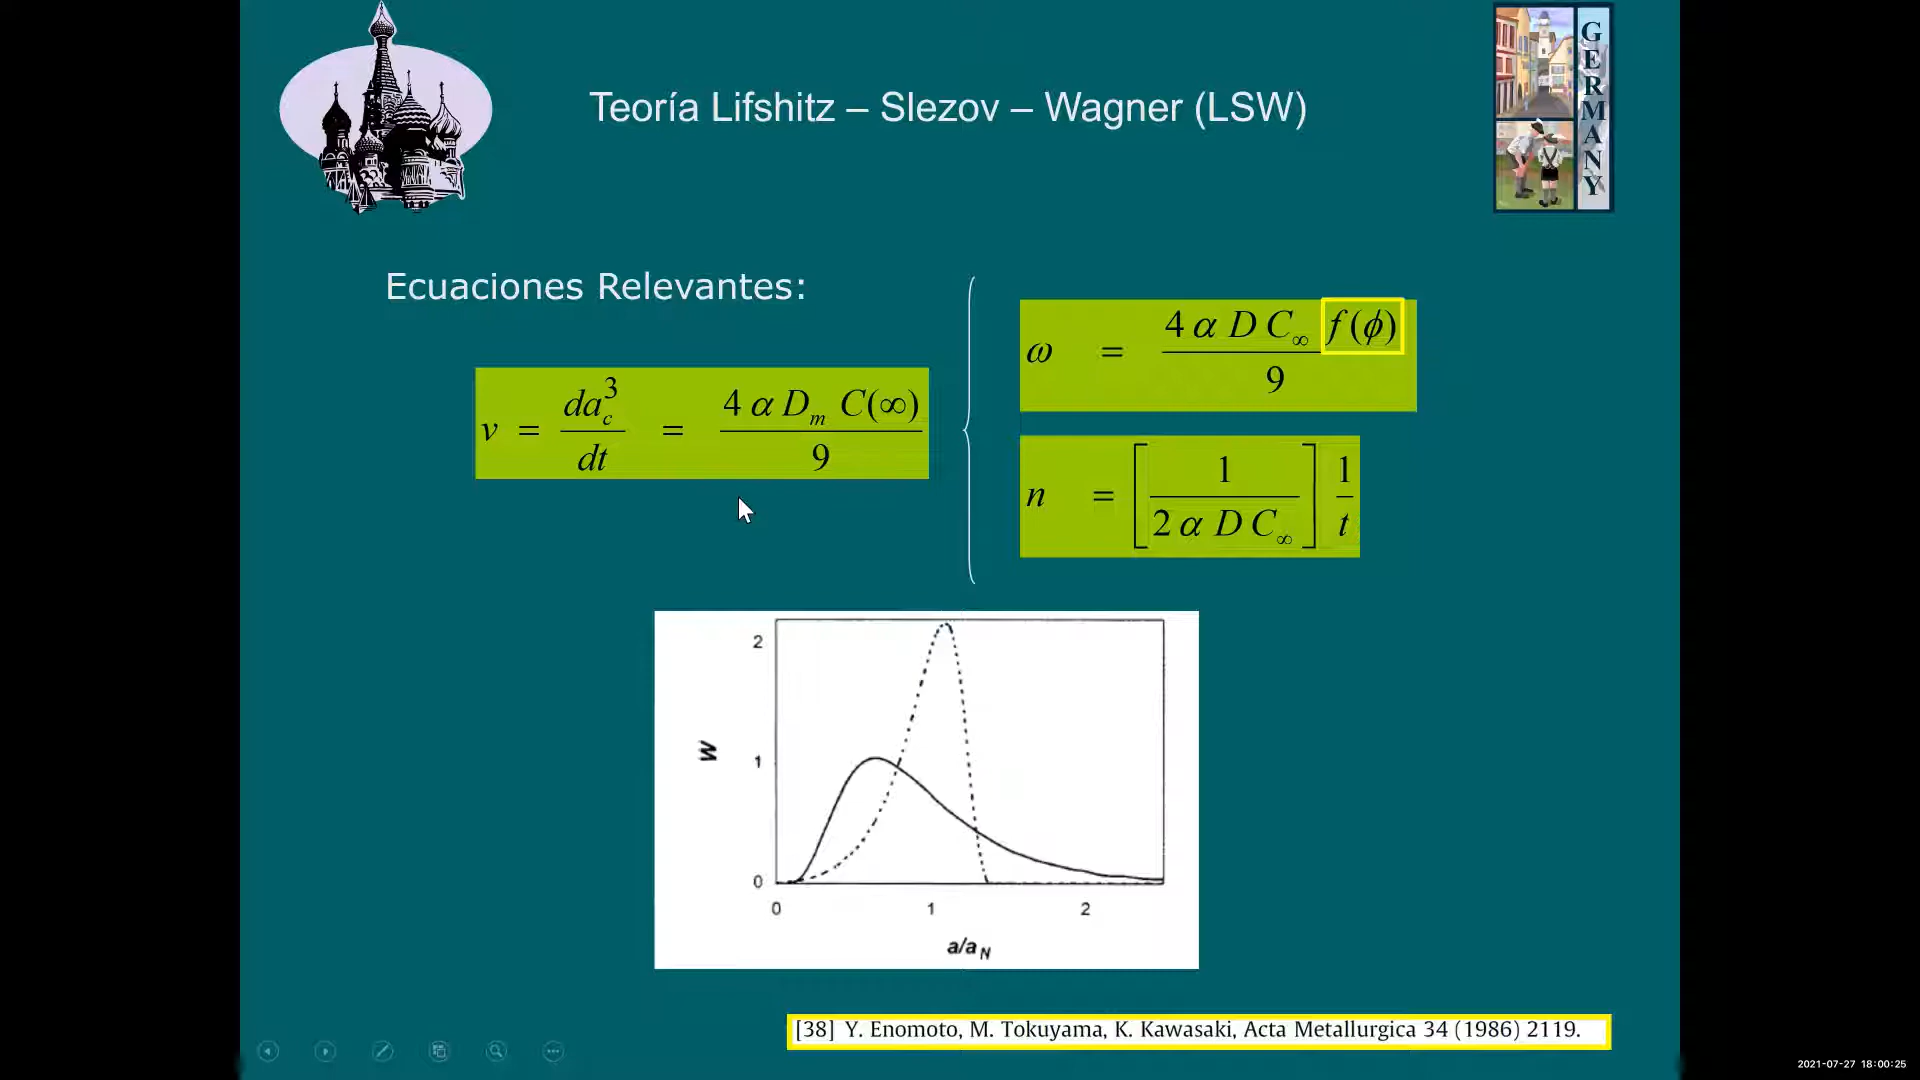 Teoría Lifshitz – Slezov – Wagner (LSW)
GERMANY
Ecuaciones Relevantes:
v = da_c^3 / dt = 4 α D_m C(∞) / 9
ω = 4 α D C_∞ f(ϕ) / 9
n = [1 / 2 α D C_∞] 1 / t
2
1
0
W
0 1 2
a/a_N
[38] Y. Enomoto, M. Tokuyama, K. Kawasaki, Acta Metallurgica 34 (1986) 2119.
2021-07-27 18:00:25